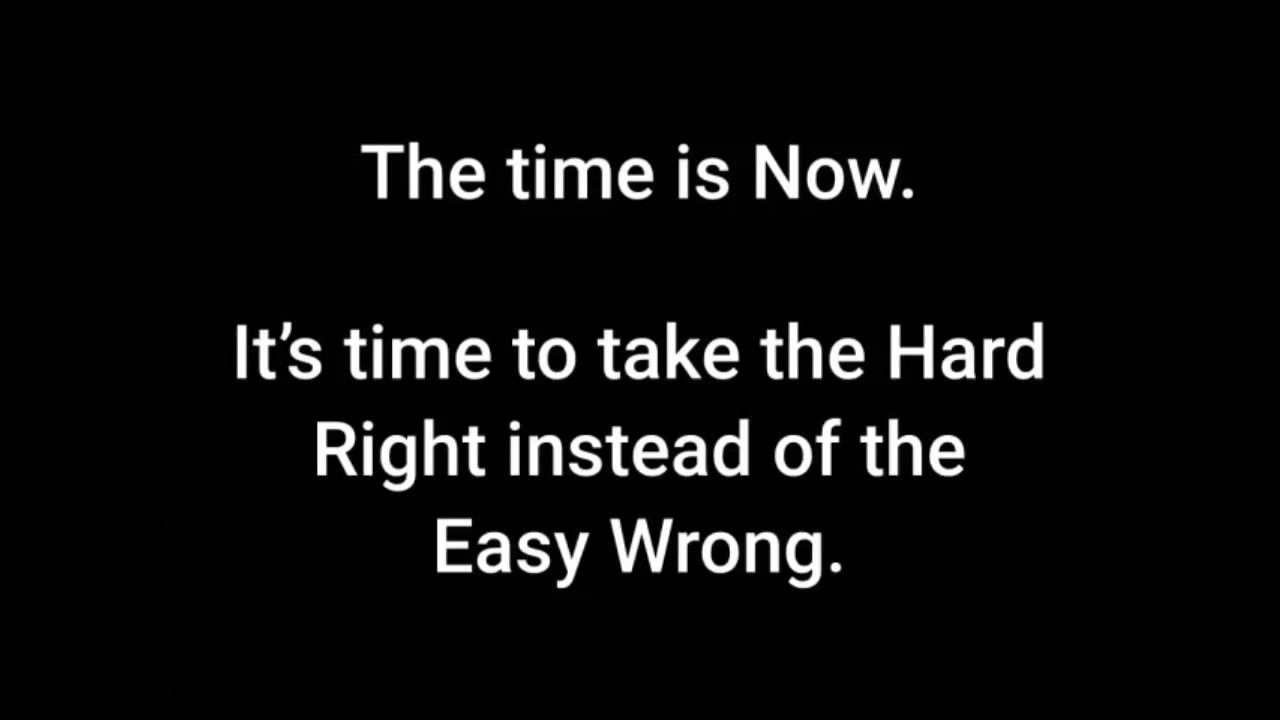 The time is Now.
It’s time to take the Hard
Right instead of the
Easy Wrong.